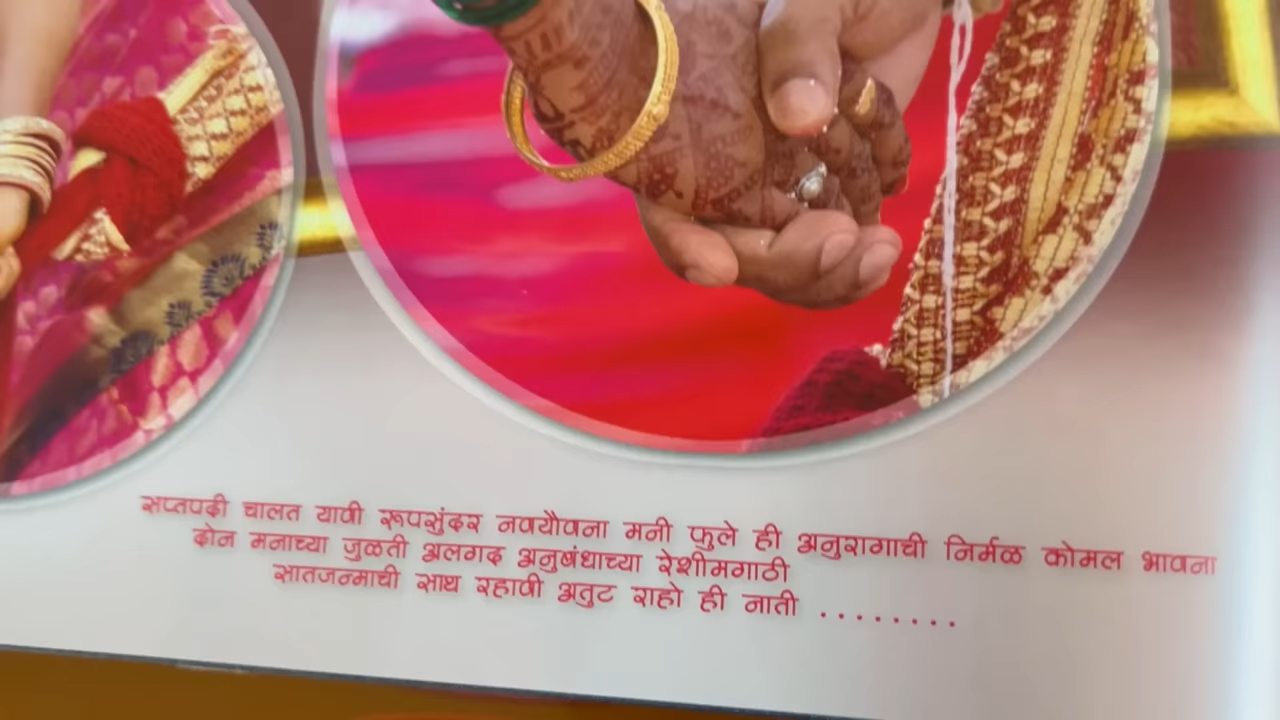 सप्तपदी चालत यावी रूपसुंदर नवयौवना मनी फुले ही अनुरागाची निर्मळ कोमल भावना
दोन मनाच्या जुळती अलगद अनुबंधाच्या रेशीमगाठी
सातजन्माची साथ रहावी अतुट राहो ही नाती ........